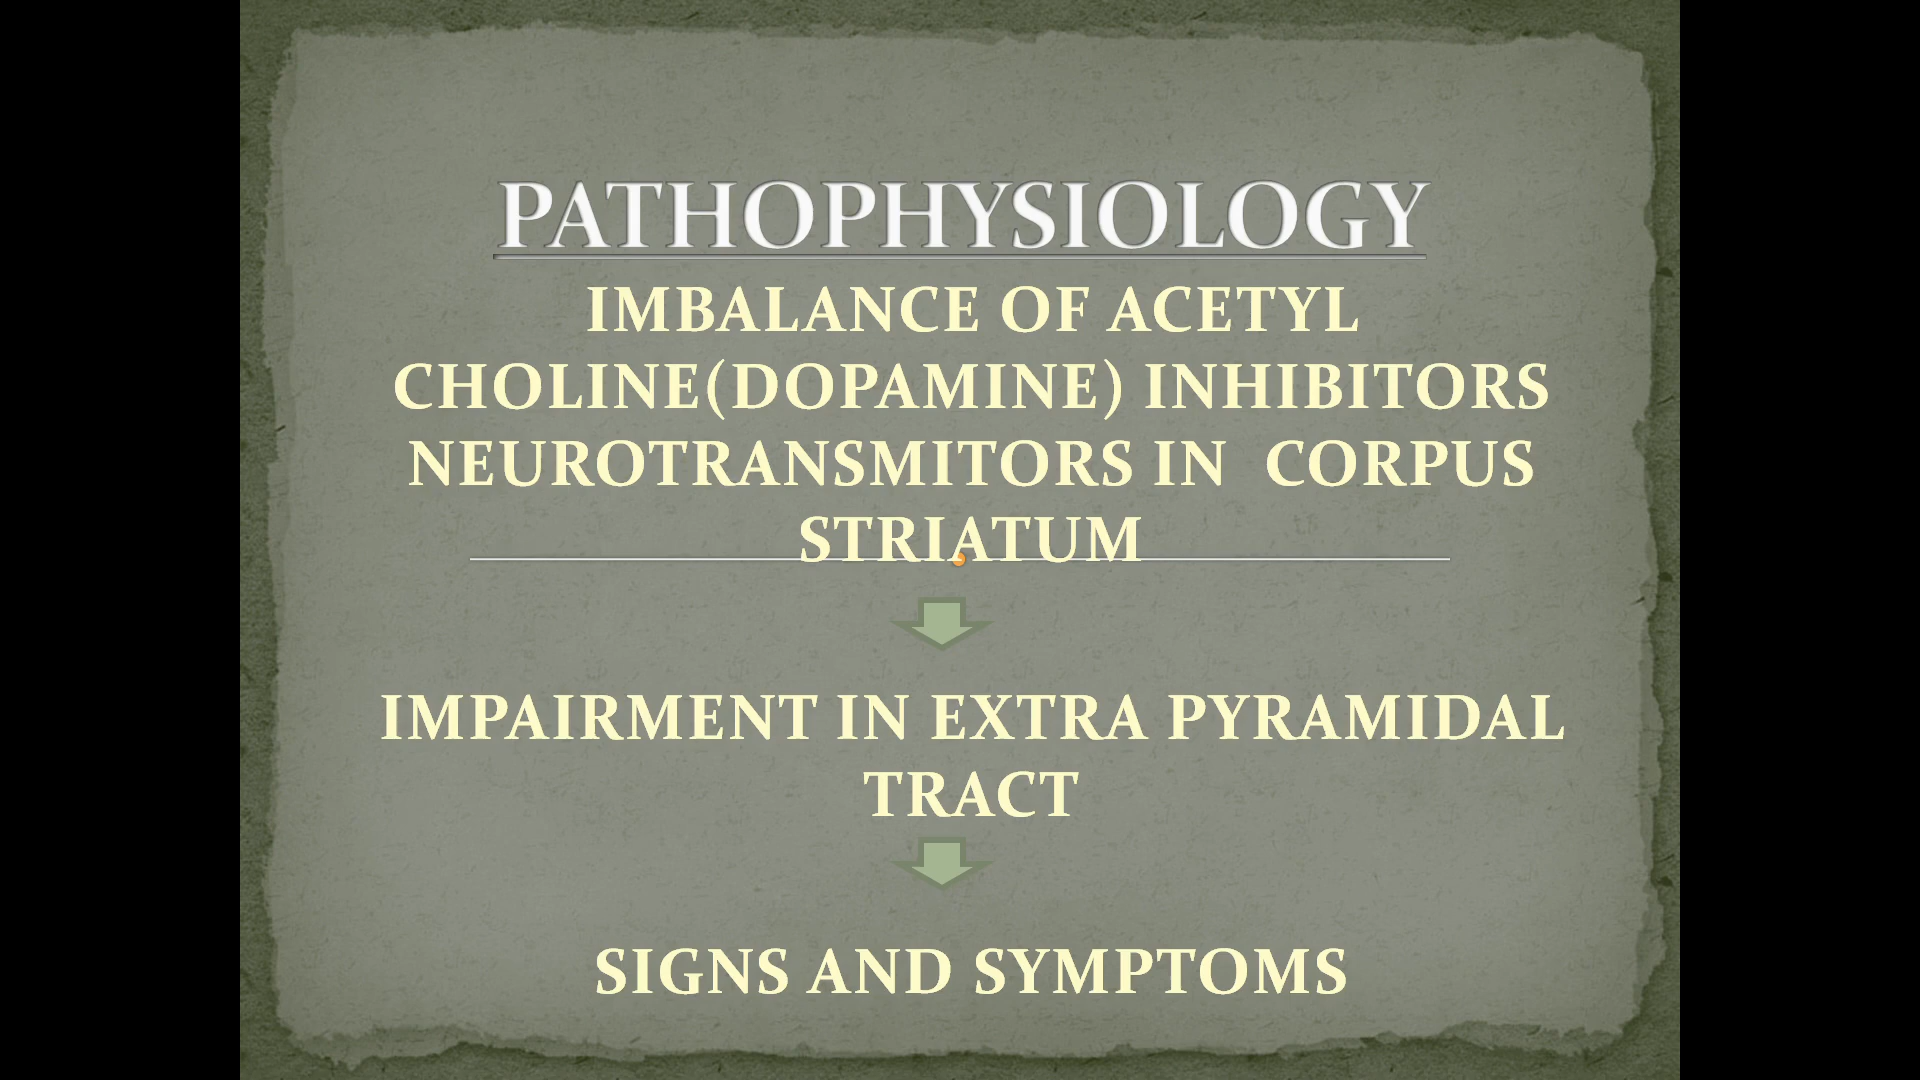 PATHOPHYSIOLOGY
IMBALANCE OF ACETYL
CHOLINE(DOPAMINE) INHIBITORS
NEUROTRANSMITORS IN CORPUS
STRIATUM
IMPAIRMENT IN EXTRA PYRAMIDAL
TRACT
SIGNS AND SYMPTOMS